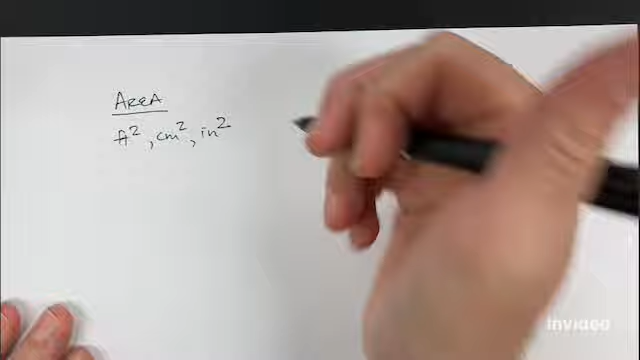 AREA
ft², cm², in²
invideo